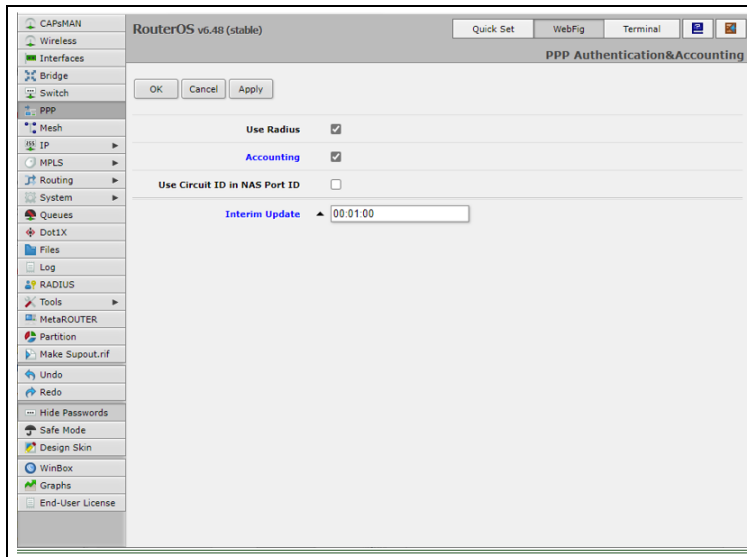 CAPsMAN
Wireless
Interfaces
Bridge
Switch
PPP
Mesh
IP
MPLS
Routing
System
Queues
Dot1X
Files
Log
RADIUS
Tools
MetaROUTER
Partition
Make Supout.rif
Undo
Redo
Hide Passwords
Safe Mode
Design Skin
WinBox
Graphs
End-User License
RouterOS v6.48 (stable)
Quick Set WebFig Terminal
PPP Authentication&Accounting
OK Cancel Apply
Use Radius
Accounting
Use Circuit ID in NAS Port ID
Interim Update 00:01:00